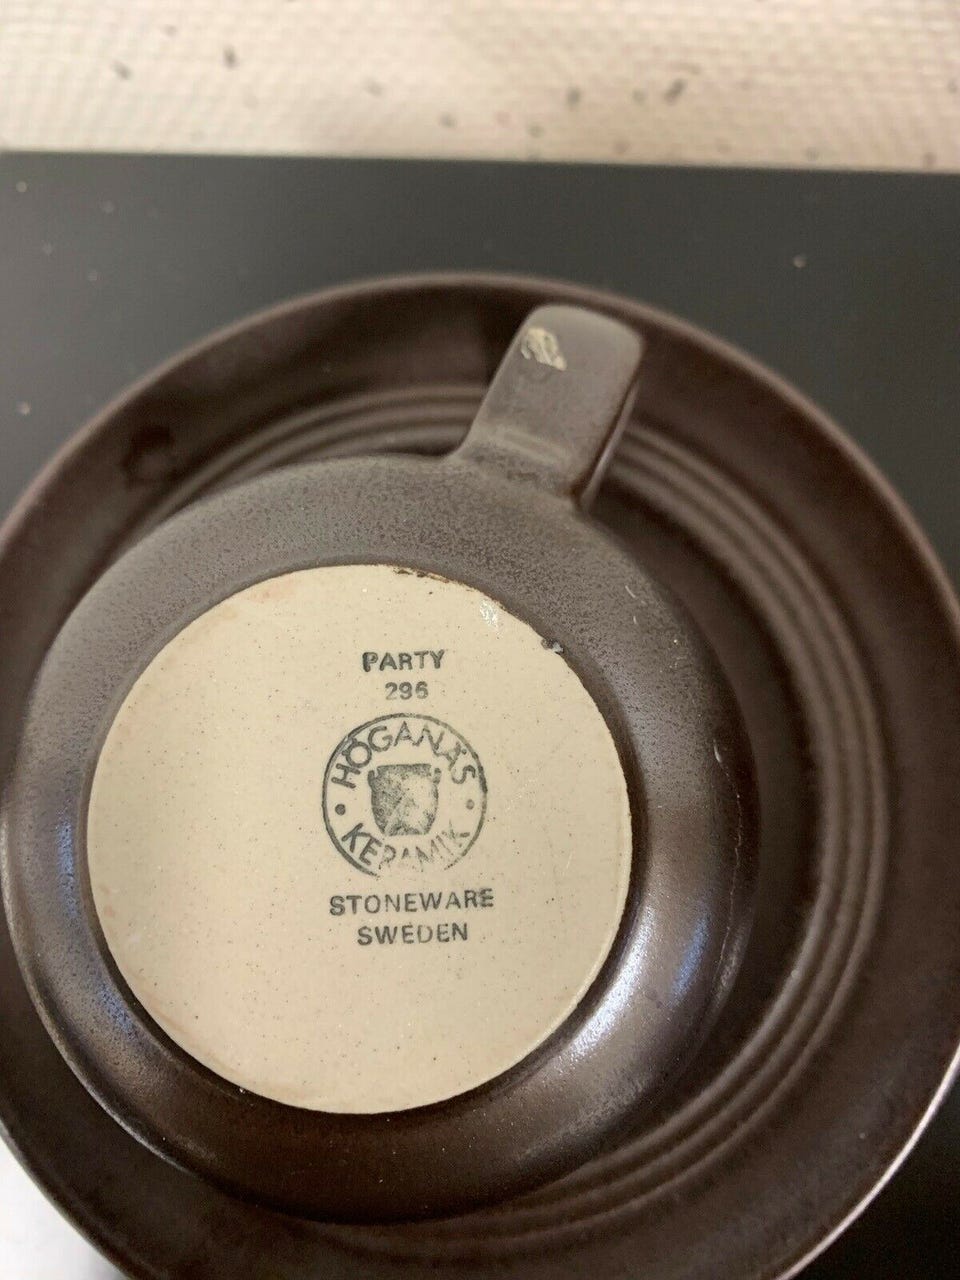 PARTY
296
HÖGANÄS
KERAMIK
STONEWARE
SWEDEN